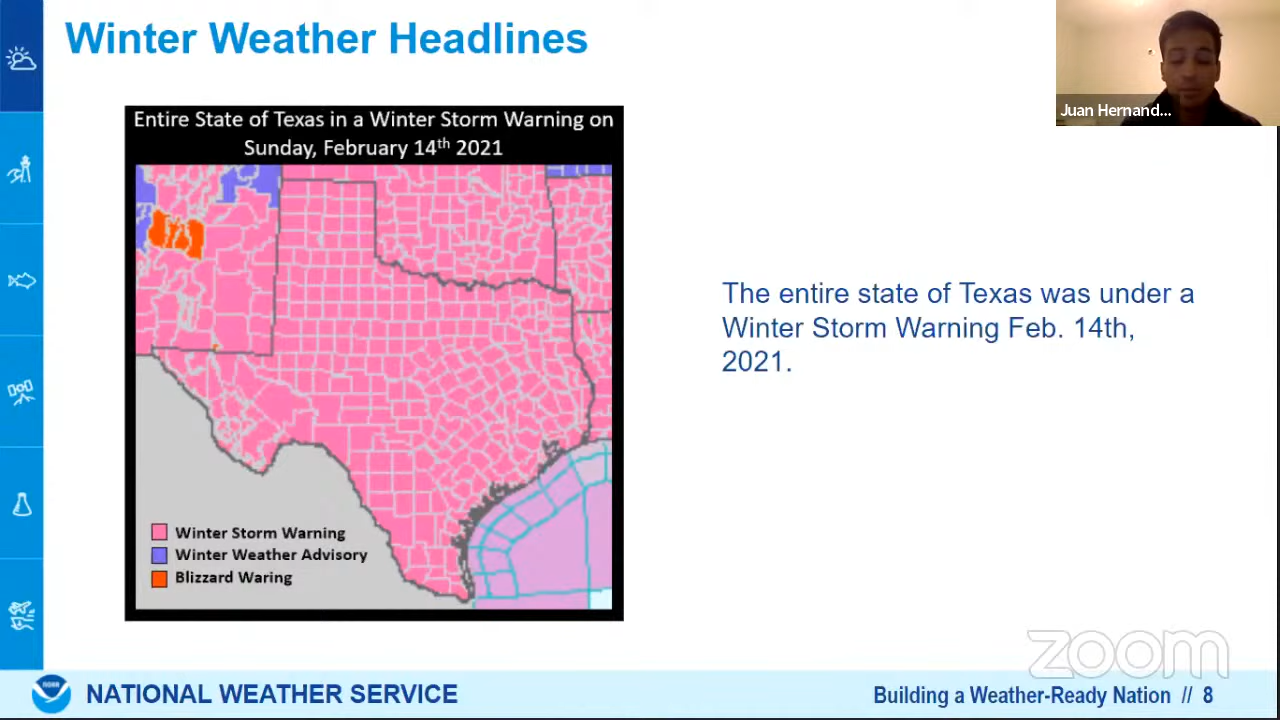 Winter Weather Headlines
Juan Hernand...
Entire State of Texas in a Winter Storm Warning on
Sunday, February 14th 2021
Winter Storm Warning
Winter Weather Advisory
Blizzard Waring
The entire state of Texas was under a
Winter Storm Warning Feb. 14th,
2021.
zoom
noaa
NATIONAL WEATHER SERVICE
Building a Weather-Ready Nation // 8